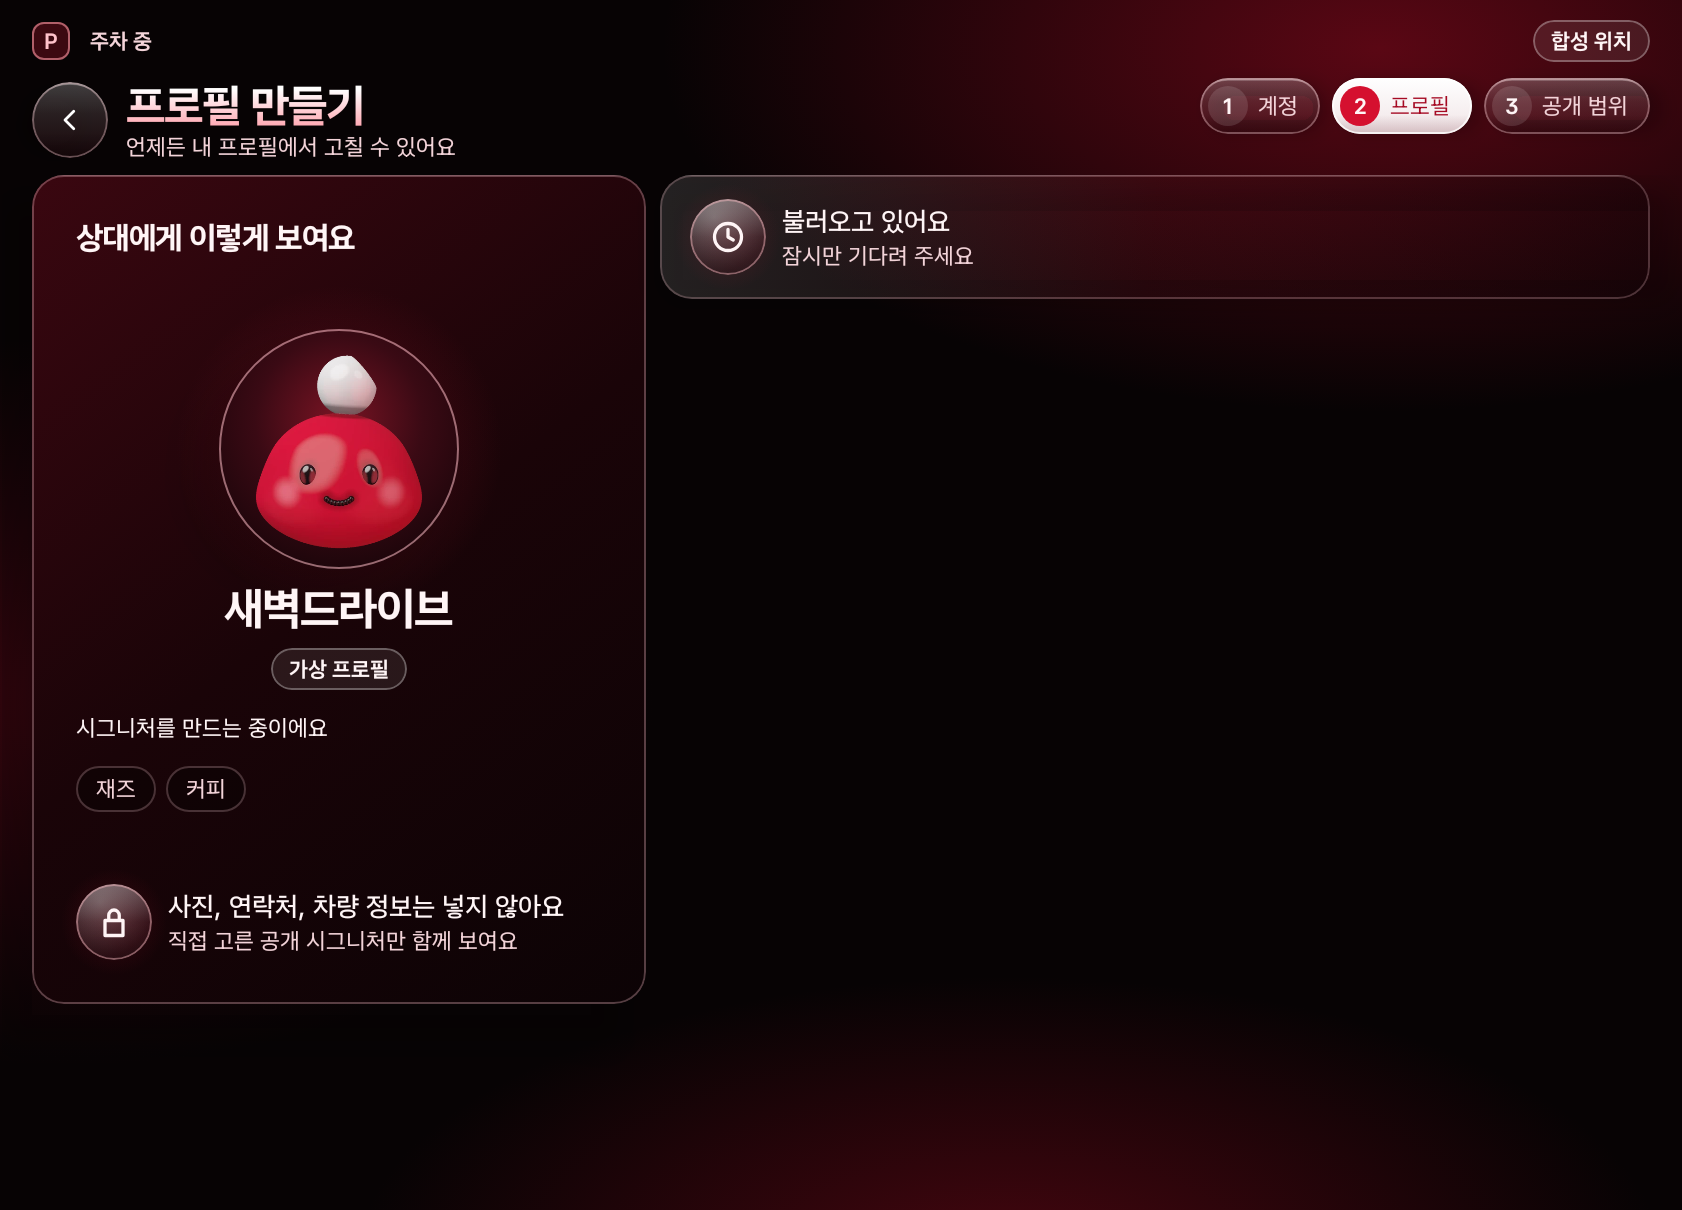 P 주차 중
합성 위치
프로필 만들기
언제든 내 프로필에서 고칠 수 있어요
1 계정
2 프로필
3 공개 범위
상대에게 이렇게 보여요
새벽드라이브
가상 프로필
시그니처를 만드는 중이에요
재즈
커피
사진, 연락처, 차량 정보는 넣지 않아요
직접 고른 공개 시그니처만 함께 보여요
불러오고 있어요
잠시만 기다려 주세요